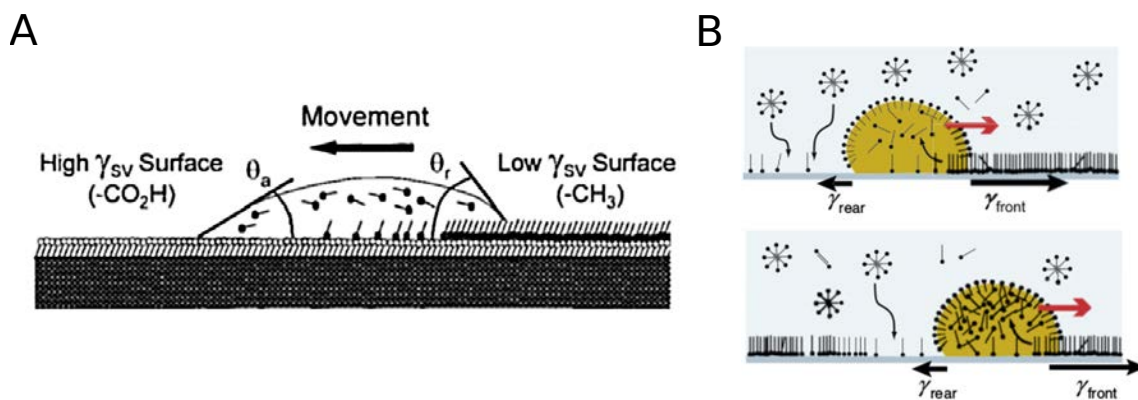 A
B
Movement
High γSV Surface
(-CO2H)
θa
θr
Low γSV Surface
(-CH3)
γrear
γfront
γrear
γfront